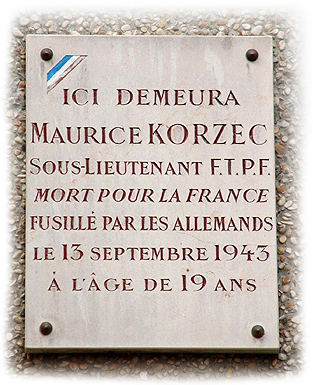 ICI DEMEURA
MAURICE KORZEC
SOUS-LIEUTENANT F.T.P.F.
MORT POUR LA FRANCE
FUSILLÉ PAR LES ALLEMANDS
LE 13 SEPTEMBRE 1943
A L'ÂGE DE 19 ANS